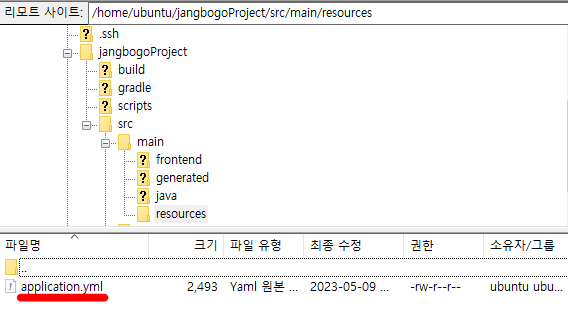 리모트 사이트: /home/ubuntu/jangbogoProject/src/main/resources
.ssh
jangbogoProject
build
gradle
scripts
src
main
frontend
generated
java
resources
파일명 크기 파일 유형 최종 수정 권한 소유자/그룹
..
application.yml 2,493 Yaml 원본 ... 2023-05-09 ... -rw-r--r-- ubuntu ubu...